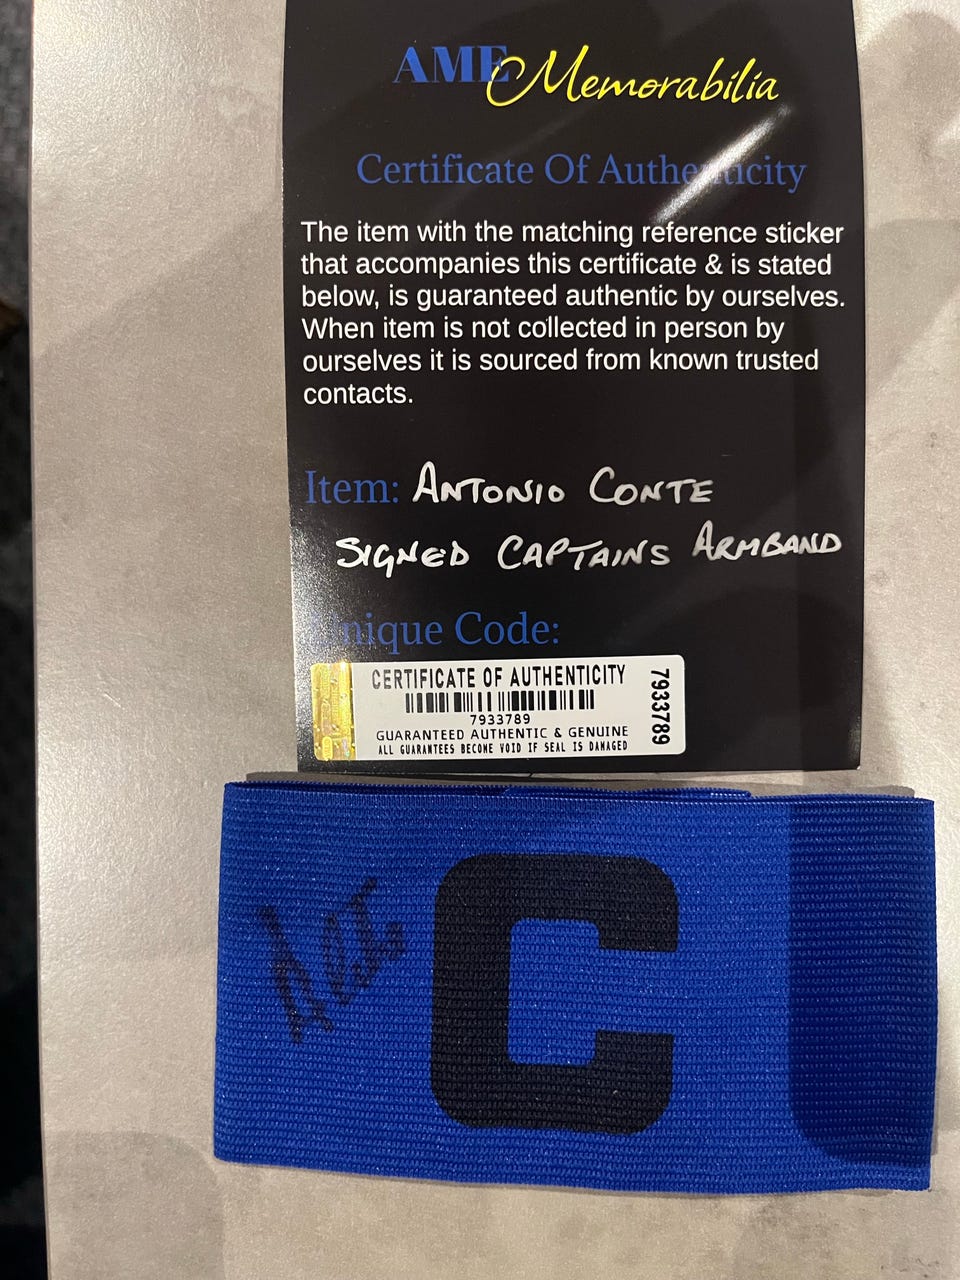 AME Memorabilia
Certificate Of Authenticity
The item with the matching reference sticker
that accompanies this certificate & is stated
below, is guaranteed authentic by ourselves.
When item is not collected in person by
ourselves it is sourced from known trusted
contacts.
Item: ANTONIO CONTE
SIGNED CAPTAINS ARMBAND
Unique Code:
CERTIFICATE OF AUTHENTICITY
7933789
GUARANTEED AUTHENTIC & GENUINE
ALL GUARANTEES BECOME VOID IF SEAL IS DAMAGED
7933789
C